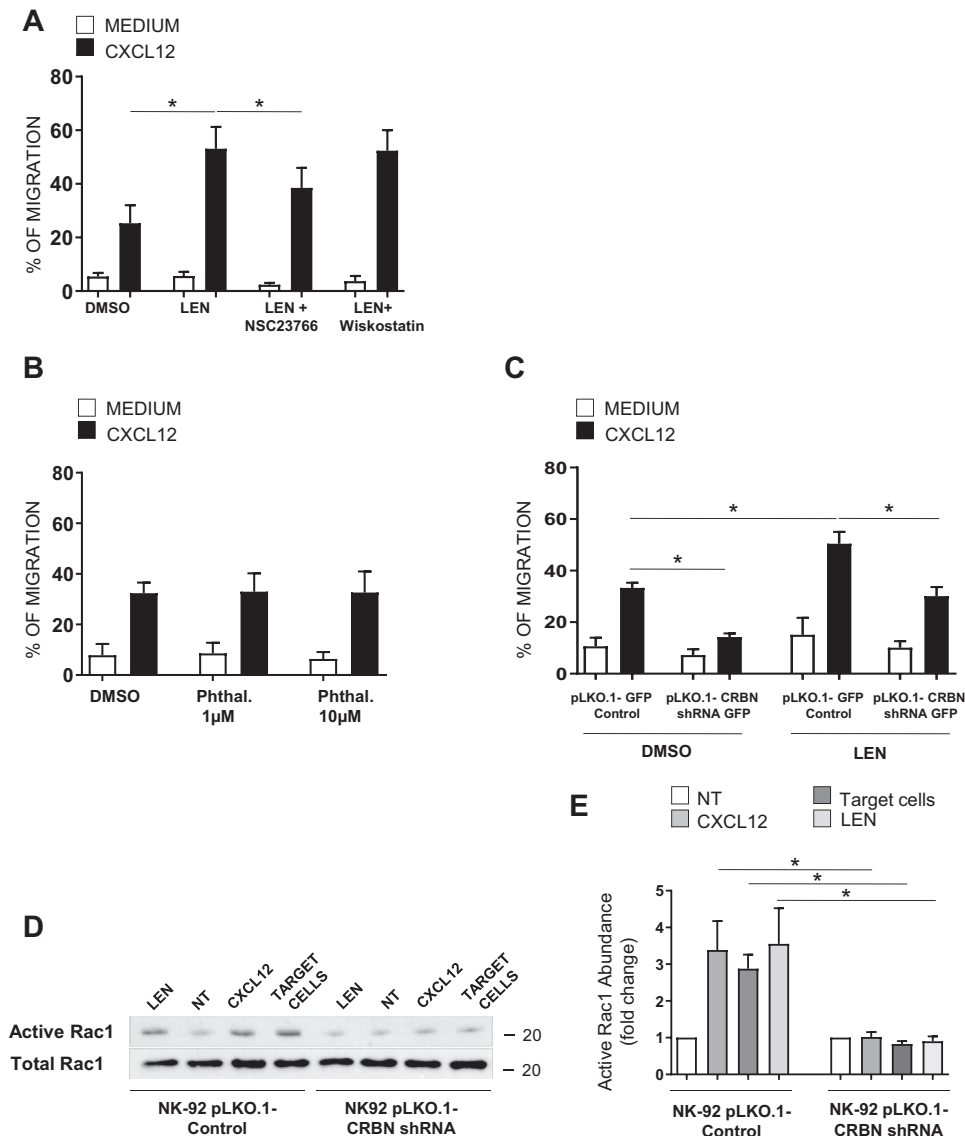 A
MEDIUM
CXCL12
80
60
40
20
0
% OF MIGRATION
*
*
DMSO
LEN
LEN +
NSC23766
LEN+
Wiskostatin
B
MEDIUM
CXCL12
80
60
40
20
0
% OF MIGRATION
DMSO
Phthal.
1µM
Phthal.
10µM
C
MEDIUM
CXCL12
80
60
40
20
0
% OF MIGRATION
*
*
*
pLKO.1- GFP
Control
pLKO.1- CRBN
shRNA GFP
pLKO.1- GFP
Control
pLKO.1- CRBN
shRNA GFP
DMSO
LEN
D
LEN
NT
CXCL12
TARGET
CELLS
LEN
NT
CXCL12
TARGET
CELLS
Active Rac1
– 20
Total Rac1
– 20
NK-92 pLKO.1-
Control
NK92 pLKO.1-
CRBN shRNA
E
NT
CXCL12
Target cells
LEN
5
4
3
2
1
0
Active Rac1 Abundance
(fold change)
*
*
*
NK-92 pLKO.1-
Control
NK-92 pLKO.1-
CRBN shRNA